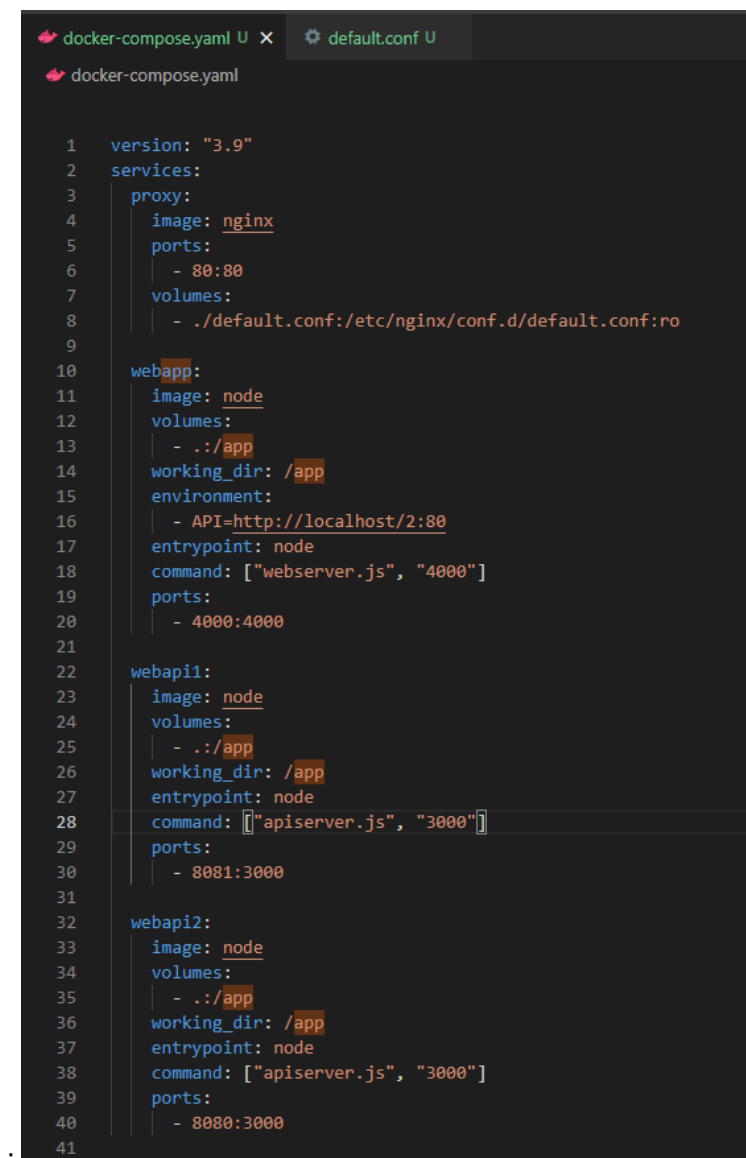 docker-compose.yaml U × default.conf U
docker-compose.yaml
1 version: "3.9"
2 services:
3   proxy:
4     image: nginx
5     ports:
6       - 80:80
7     volumes:
8       - ./default.conf:/etc/nginx/conf.d/default.conf:ro
9
10   webapp:
11     image: node
12     volumes:
13       - .:/app
14     working_dir: /app
15     environment:
16       - API=http://localhost/2:80
17     entrypoint: node
18     command: ["webserver.js", "4000"]
19     ports:
20       - 4000:4000
21
22   webapi1:
23     image: node
24     volumes:
25       - .:/app
26     working_dir: /app
27     entrypoint: node
28     command: ["apiserver.js", "3000"]
29     ports:
30       - 8081:3000
31
32   webapi2:
33     image: node
34     volumes:
35       - .:/app
36     working_dir: /app
37     entrypoint: node
38     command: ["apiserver.js", "3000"]
39     ports:
40       - 8080:3000
. 41